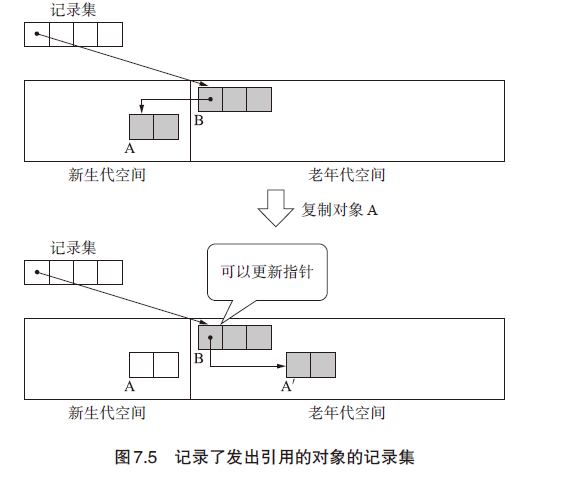 记录集
B
A
新生代空间
老年代空间
复制对象 A
记录集
可以更新指针
B
A
A′
新生代空间
老年代空间
图7.5 记录了发出引用的对象的记录集